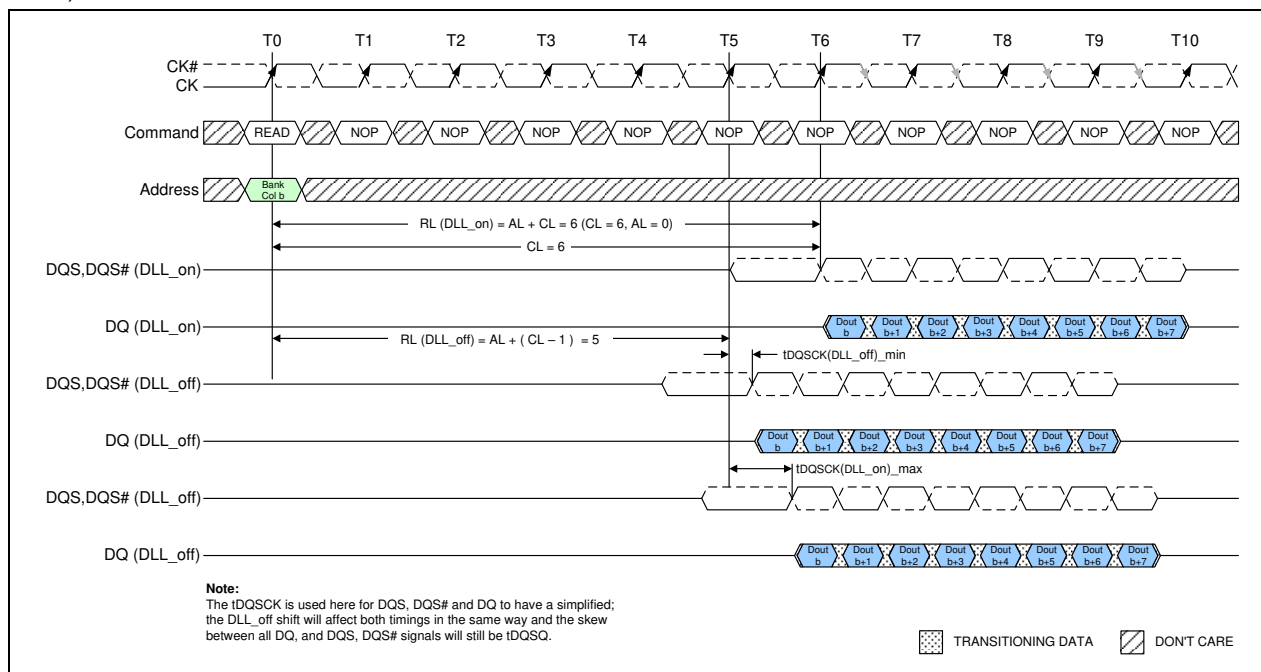 T0 T1 T2 T3 T4 T5 T6 T7 T8 T9 T10
CK#
CK
Command READ NOP NOP NOP NOP NOP NOP NOP NOP NOP NOP
Address Bank Col b
RL (DLL_on) = AL + CL = 6 (CL = 6, AL = 0)
CL = 6
DQS,DQS# (DLL_on)
DQ (DLL_on) Dout b Dout b+1 Dout b+2 Dout b+3 Dout b+4 Dout b+5 Dout b+6 Dout b+7
RL (DLL_off) = AL + ( CL – 1 ) = 5
tDQSCK(DLL_off)_min
DQS,DQS# (DLL_off)
DQ (DLL_off) Dout b Dout b+1 Dout b+2 Dout b+3 Dout b+4 Dout b+5 Dout b+6 Dout b+7
tDQSCK(DLL_on)_max
DQS,DQS# (DLL_off)
DQ (DLL_off) Dout b Dout b+1 Dout b+2 Dout b+3 Dout b+4 Dout b+5 Dout b+6 Dout b+7
Note:
The tDQSCK is used here for DQS, DQS# and DQ to have a simplified;
the DLL_off shift will affect both timings in the same way and the skew
between all DQ, and DQS, DQS# signals will still be tDQSQ.
TRANSITIONING DATA DON'T CARE